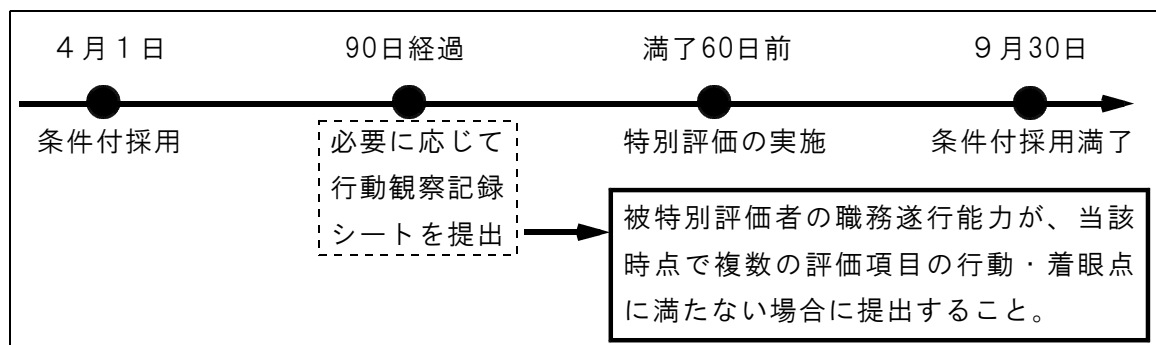 ４月１日
90日経過
満了60日前
９月30日
条件付採用
必要に応じて
行動観察記録
シートを提出
特別評価の実施
条件付採用満了
被特別評価者の職務遂行能力が、当該
時点で複数の評価項目の行動・着眼点
に満たない場合に提出すること。